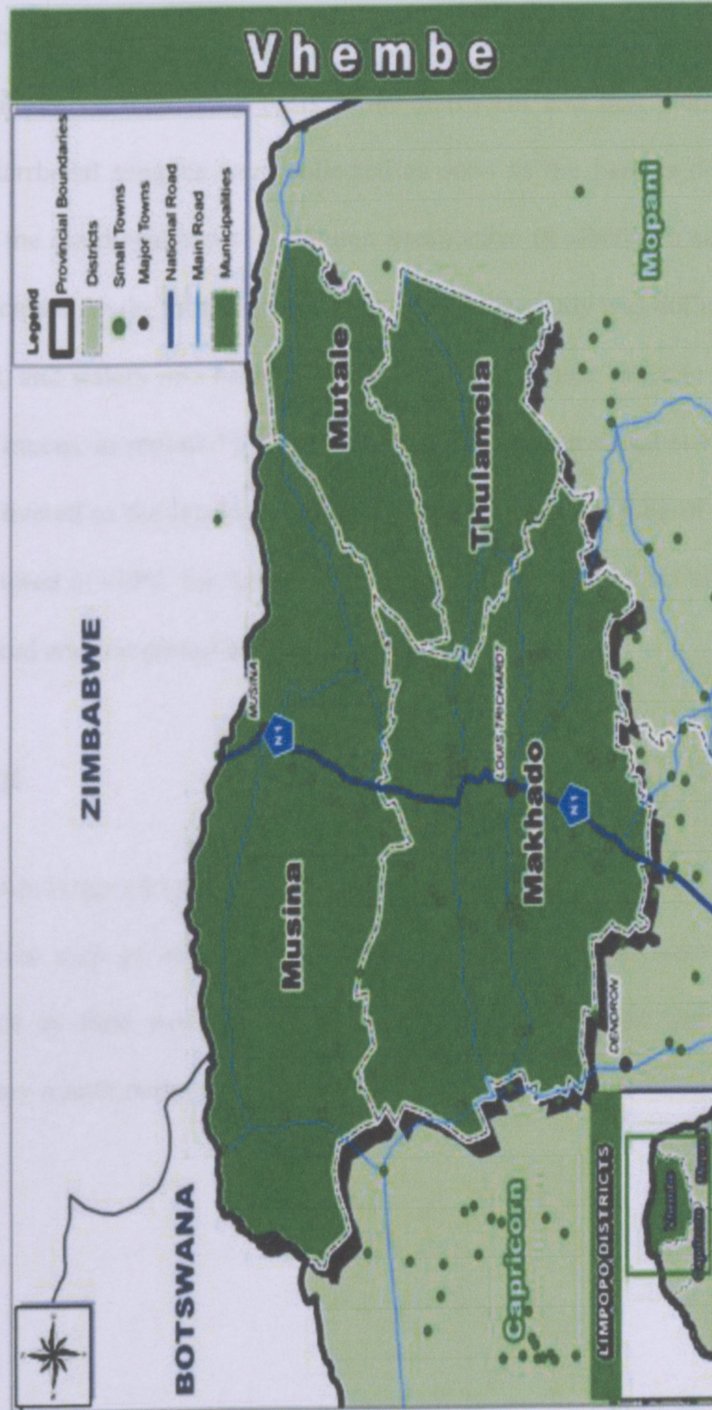 Vhembe
Legend
Provincial Boundaries
Districts
Small Towns
Major Towns
National Road
Main Road
Municipalities
ZIMBABWE
BOTSWANA
MUSINA
N1
Musina
Mutale
Thulamela
LOUIS TRICHARDT
Makhado
N1
DENDRON
Capricorn
Mopani
LIMPOPO DISTRICTS
Vhembe